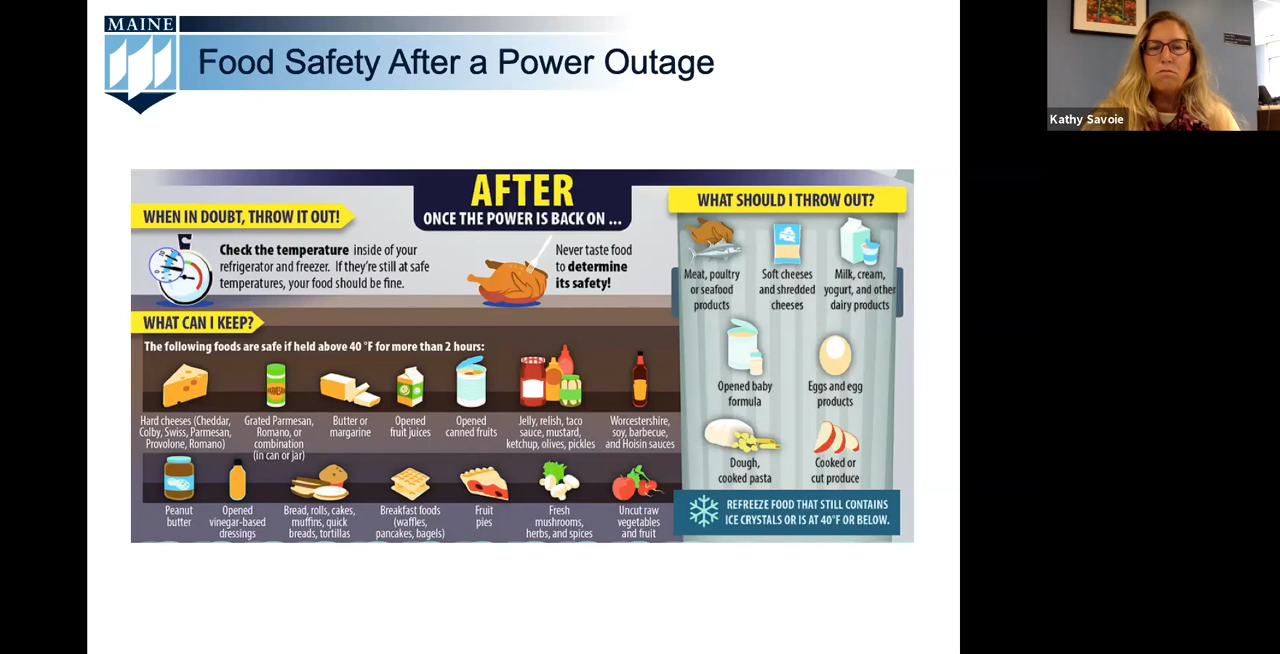 MAINE
Food Safety After a Power Outage
Kathy Savoie
AFTER
ONCE THE POWER IS BACK ON ...
WHEN IN DOUBT, THROW IT OUT!
Check the temperature inside of your
refrigerator and freezer. If they're still at safe
temperatures, your food should be fine.
Never taste food
to determine
its safety!
WHAT CAN I KEEP?
The following foods are safe if held above 40 °F for more than 2 hours:
Hard cheeses (Cheddar,
Colby, Swiss, Parmesan,
Provolone, Romano)
Grated Parmesan,
Romano, or
combination
(in can or jar)
Butter or
margarine
Opened
fruit juices
Opened
canned fruits
Jelly, relish, taco
sauce, mustard,
ketchup, olives, pickles
Worcestershire,
soy, barbecue,
and Hoisin sauces
Peanut
butter
Opened
vinegar-based
dressings
Bread, rolls, cakes,
muffins, quick
breads, tortillas
Breakfast foods
(waffles,
pancakes, bagels)
Fruit
pies
Fresh
mushrooms,
herbs, and spices
Uncut raw
vegetables
and fruit
WHAT SHOULD I THROW OUT?
Meat, poultry
or seafood
products
Soft cheeses
and shredded
cheeses
Milk, cream,
yogurt, and other
dairy products
Opened baby
formula
Eggs and egg
products
Dough,
cooked pasta
Cooked or
cut produce
REFREEZE FOOD THAT STILL CONTAINS
ICE CRYSTALS OR IS AT 40°F OR BELOW.